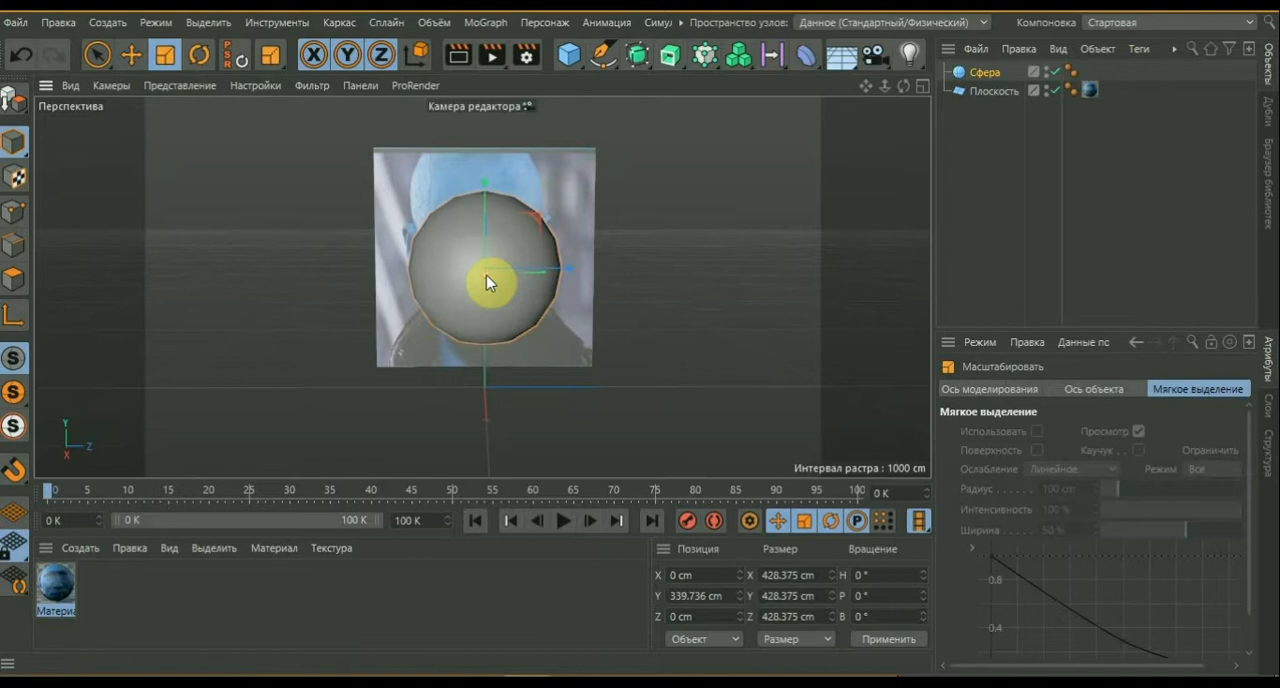 Файл Правка Создать Режим Выделить Инструменты Каркас Сплайн Объём MoGraph Персонаж Анимация Симу Пространство узлов: Данное (Стандартный/Физический) Компоновка Стартовая
PSR X Y Z
Файл Правка Вид Объект Теги
Вид Камеры Представление Настройки Фильтр Панели ProRender
Перспектива
Камера редактора
Сфера
Плоскость
Объекты
Дубли
Браузер библиотек
Режим Правка Данные пс
Масштабировать
Ось моделирования Ось объекта Мягкое выделение
Мягкое выделение
Использовать Просмотр
Поверхность Каучук . . Ограничить
Ослабление Линейное Режим Все
Радиус . . . . . . 100 cm
Интенсивность 100 %
Ширина . . . . . 50 %
0.8
0.4
Атрибуты
Слои
Структура
S
S
S
Y
Z
X
Интервал растра : 1000 cm
0 5 10 15 20 25 30 35 40 45 50 55 60 65 70 75 80 85 90 95 100 0 K
0 K 0 K 100 K 100 K
P
Создать Правка Вид Выделить Материал Текстура
Материа
Позиция Размер Вращение
X 0 cm X 428.375 cm H 0 °
Y 339.736 cm Y 428.375 cm P 0 °
Z 0 cm Z 428.375 cm B 0 °
Объект Размер Применить